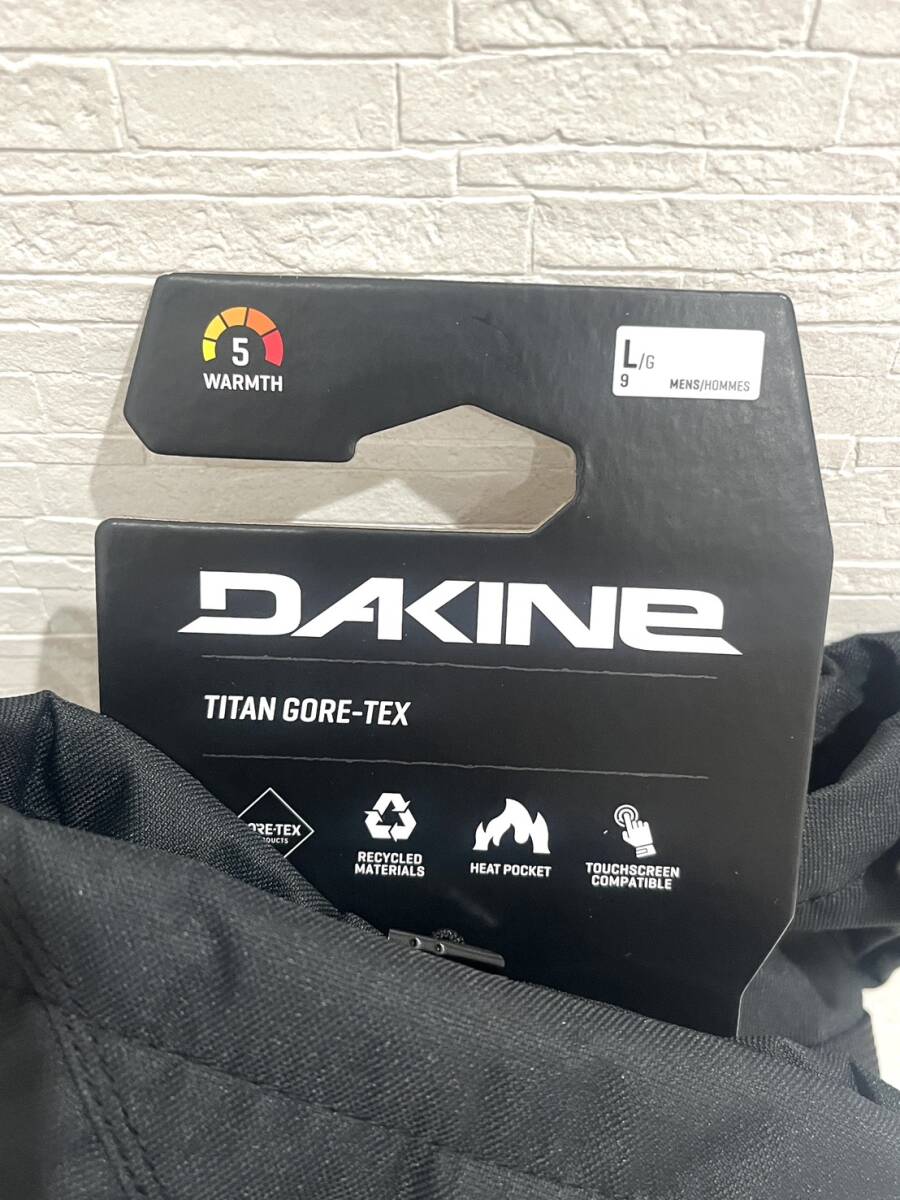 5
WARMTH
L/G
9 MENS/HOMMES
DAKINE
TITAN GORE-TEX
RECYCLED
MATERIALS
HEAT POCKET
TOUCHSCREEN
COMPATIBLE